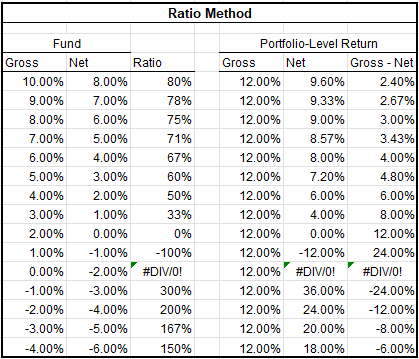 Ratio Method
Fund Portfolio-Level Return
Gross Net Ratio Gross Net Gross - Net
10.00% 8.00% 80% 12.00% 9.60% 2.40%
9.00% 7.00% 78% 12.00% 9.33% 2.67%
8.00% 6.00% 75% 12.00% 9.00% 3.00%
7.00% 5.00% 71% 12.00% 8.57% 3.43%
6.00% 4.00% 67% 12.00% 8.00% 4.00%
5.00% 3.00% 60% 12.00% 7.20% 4.80%
4.00% 2.00% 50% 12.00% 6.00% 6.00%
3.00% 1.00% 33% 12.00% 4.00% 8.00%
2.00% 0.00% 0% 12.00% 0.00% 12.00%
1.00% -1.00% -100% 12.00% -12.00% 24.00%
0.00% -2.00% #DIV/0! 12.00% #DIV/0! #DIV/0!
-1.00% -3.00% 300% 12.00% 36.00% -24.00%
-2.00% -4.00% 200% 12.00% 24.00% -12.00%
-3.00% -5.00% 167% 12.00% 20.00% -8.00%
-4.00% -6.00% 150% 12.00% 18.00% -6.00%